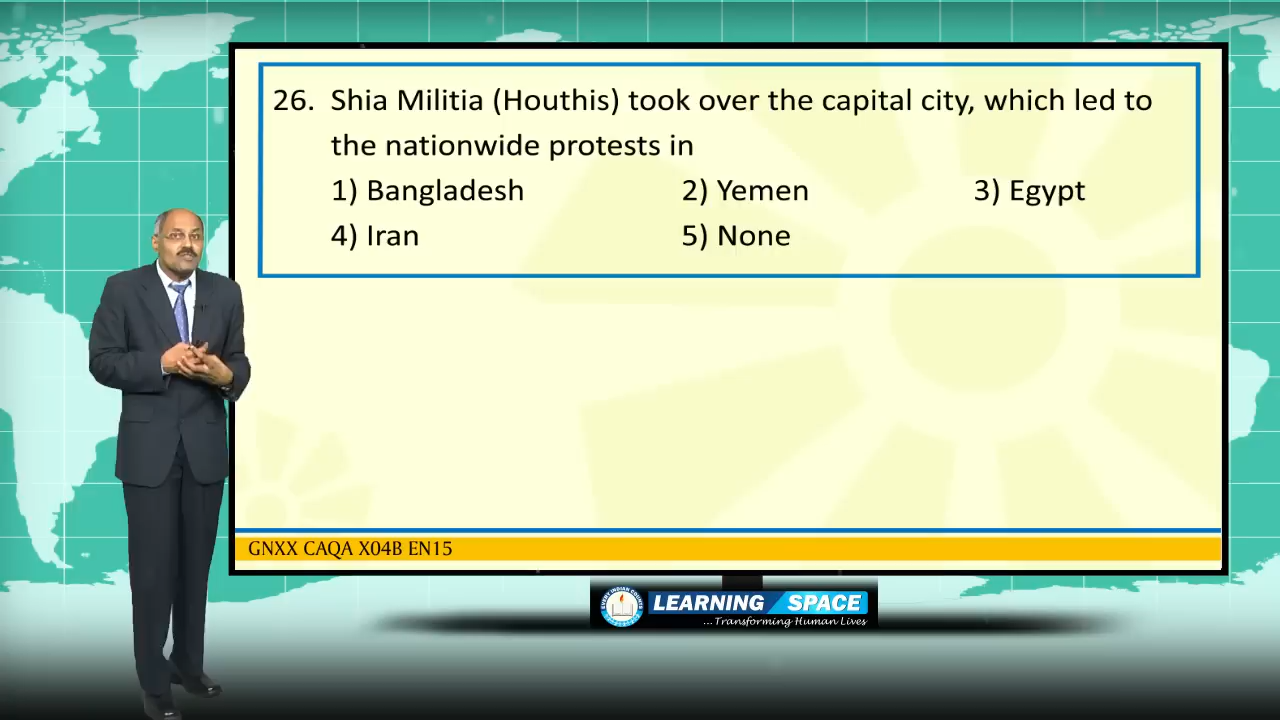 26. Shia Militia (Houthis) took over the capital city, which led to
the nationwide protests in
1) Bangladesh 2) Yemen 3) Egypt
4) Iran 5) None
GNXX CAQA X04B EN15
LEARNING SPACE
...Transforming Human Lives